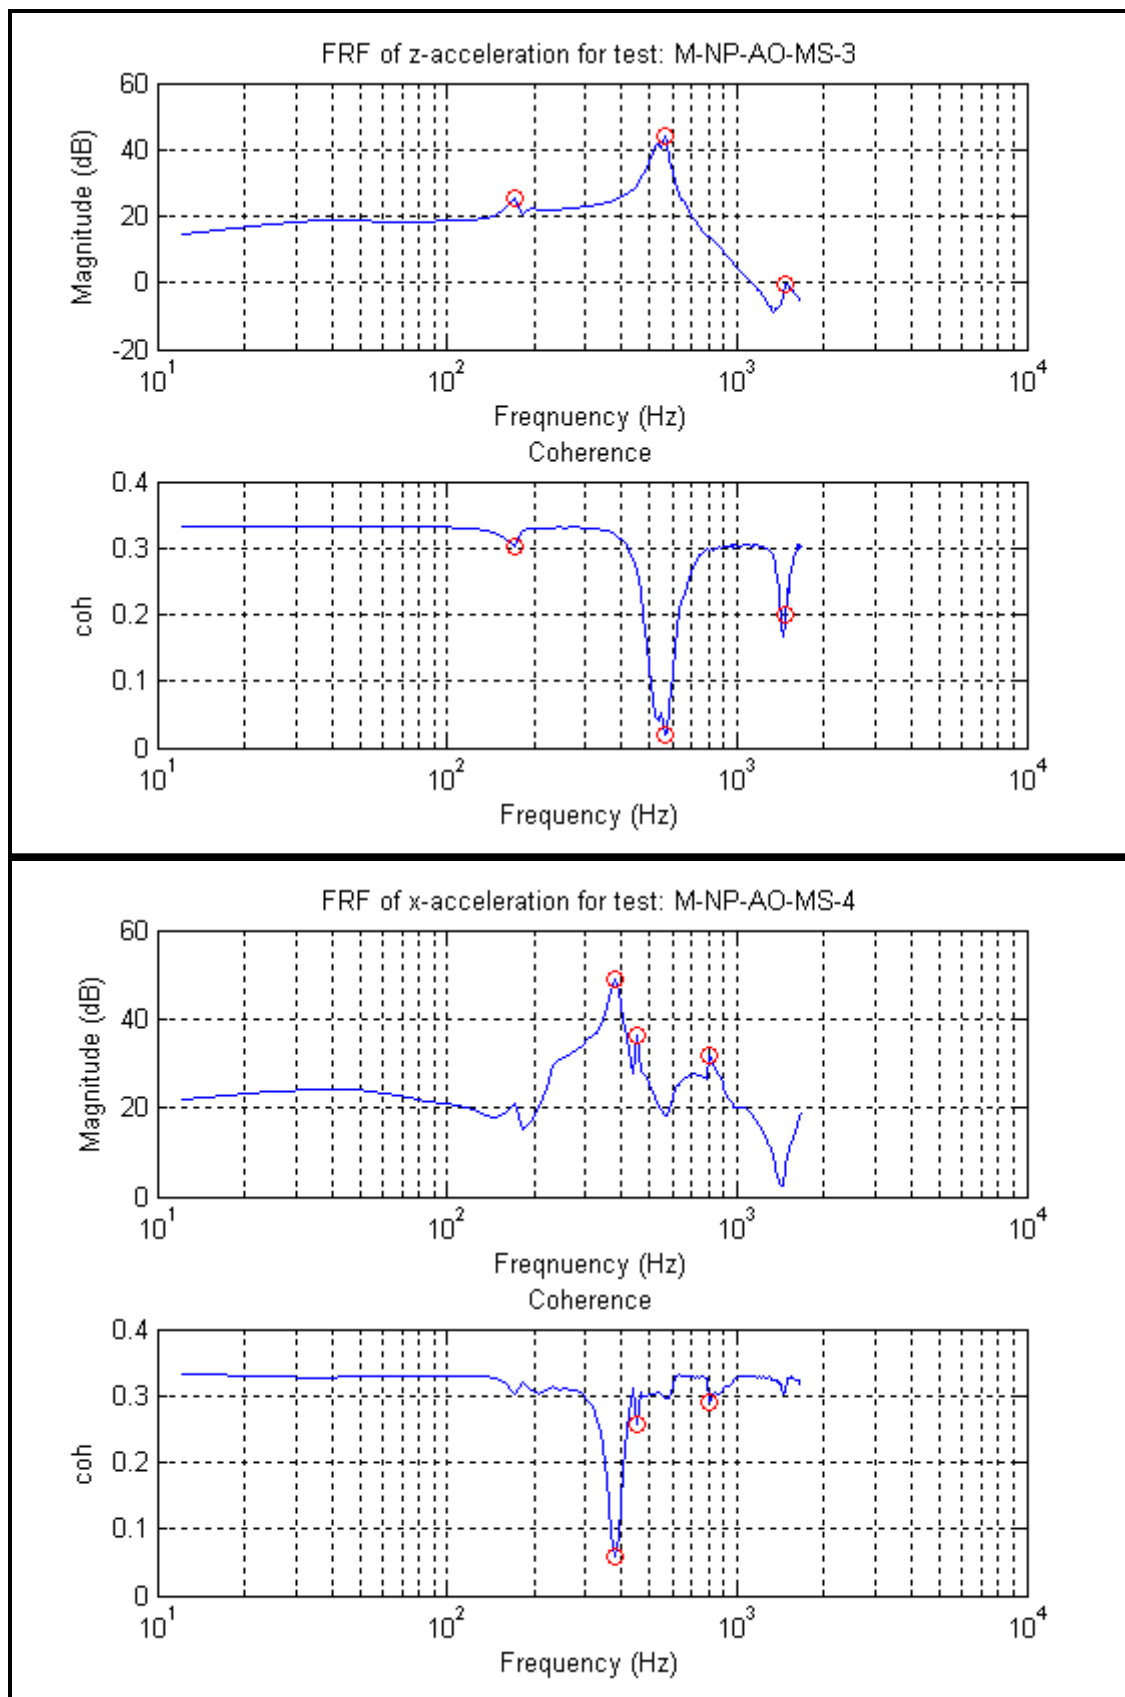 FRF of z-acceleration for test: M-NP-AO-MS-3
Magnitude (dB)
60
40
20
0
-20
10^1 10^2 10^3 10^4
Freqnuency (Hz)
Coherence
coh
0.4
0.3
0.2
0.1
0
10^1 10^2 10^3 10^4
Frequency (Hz)
FRF of x-acceleration for test: M-NP-AO-MS-4
Magnitude (dB)
60
40
20
0
10^1 10^2 10^3 10^4
Freqnuency (Hz)
Coherence
coh
0.4
0.3
0.2
0.1
0
10^1 10^2 10^3 10^4
Frequency (Hz)